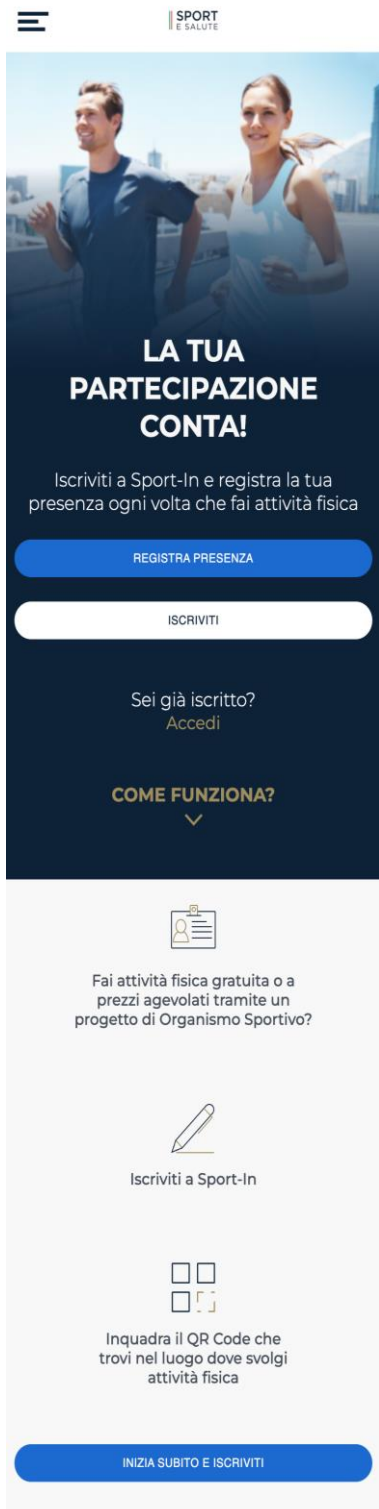 SPORT
E SALUTE
LA TUA
PARTECIPAZIONE
CONTA!
Iscriviti a Sport-In e registra la tua
presenza ogni volta che fai attività fisica
REGISTRA PRESENZA
ISCRIVITI
Sei già iscritto?
Accedi
COME FUNZIONA?
Fai attività fisica gratuita o a
prezzi agevolati tramite un
progetto di Organismo Sportivo?
Iscriviti a Sport-In
Inquadra il QR Code che
trovi nel luogo dove svolgi
attività fisica
INIZIA SUBITO E ISCRIVITI